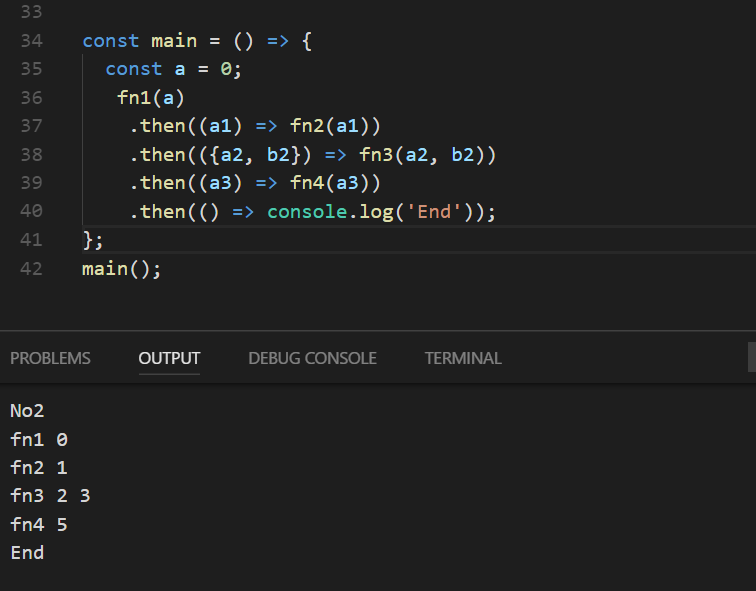 33
34 const main = () => {
35 const a = 0;
36 fn1(a)
37 .then((a1) => fn2(a1))
38 .then(({a2, b2}) => fn3(a2, b2))
39 .then((a3) => fn4(a3))
40 .then(() => console.log('End'));
41 };
42 main();
PROBLEMS OUTPUT DEBUG CONSOLE TERMINAL
No2
fn1 0
fn2 1
fn3 2 3
fn4 5
End